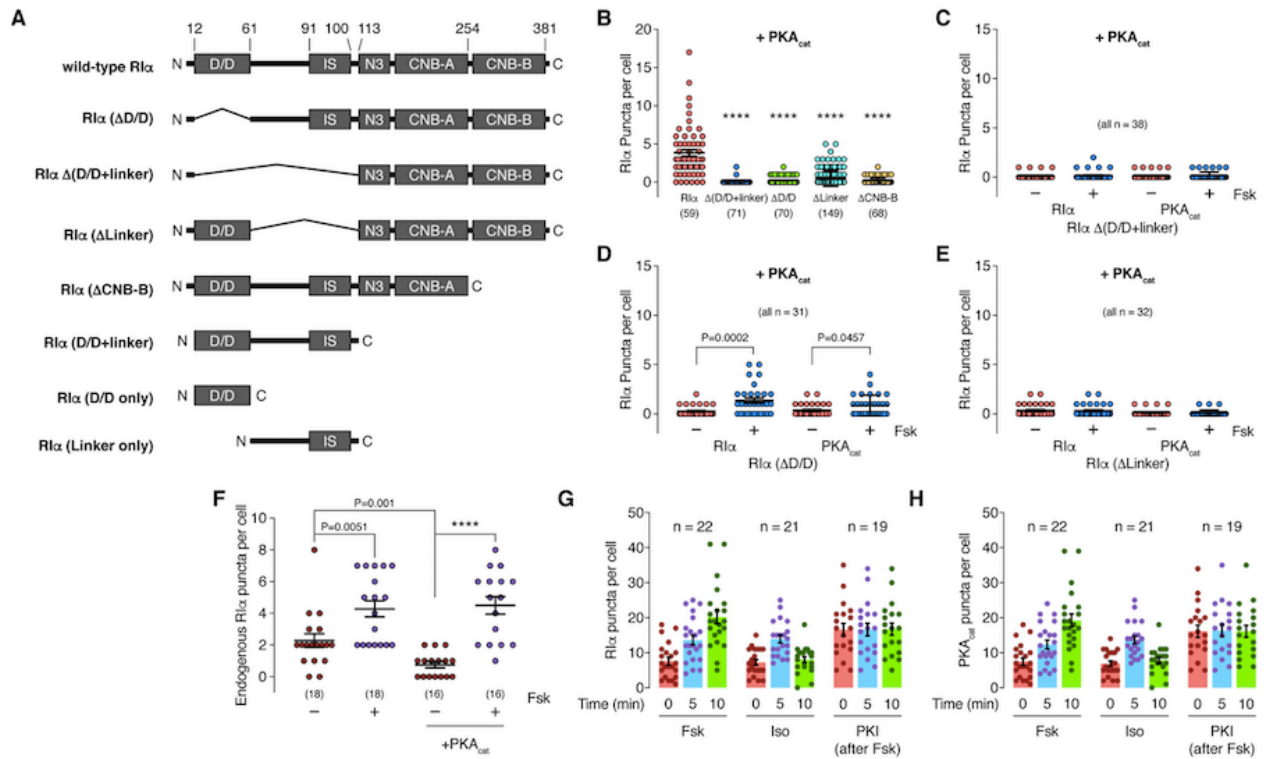 A
12 61 91 100 113 254 381
wild-type RIα N D/D IS N3 CNB-A CNB-B C
RIα (ΔD/D) N IS N3 CNB-A CNB-B C
RIα Δ(D/D+linker) N N3 CNB-A CNB-B C
RIα (ΔLinker) N D/D N3 CNB-A CNB-B C
RIα (ΔCNB-B) N D/D IS N3 CNB-A C
RIα (D/D+linker) N D/D IS C
RIα (D/D only) N D/D C
RIα (Linker only) N IS C
B
+ PKAcat
RIα Puncta per cell
20
15
10
5
0
**** **** **** ****
RIα Δ(D/D+linker) ΔD/D ΔLinker ΔCNB-B
(59) (71) (70) (149) (68)
C
+ PKAcat
RIα Puncta per cell
15
10
5
0
(all n = 38)
− + − + Fsk
RIα PKAcat
RIα Δ(D/D+linker)
D
+ PKAcat
RIα Puncta per cell
15
10
5
0
(all n = 31)
P=0.0002 P=0.0457
− + − + Fsk
RIα PKAcat
RIα (ΔD/D)
E
+ PKAcat
RIα Puncta per cell
15
10
5
0
(all n = 32)
− + − + Fsk
RIα PKAcat
RIα (ΔLinker)
F
Endogenous RIα puncta per cell
10
8
6
4
2
0
P=0.001
P=0.0051 ****
(18) (18) (16) (16) Fsk
− + − +
+PKAcat
G
RIα puncta per cell
50
40
30
20
10
0
n = 22 n = 21 n = 19
Time (min) 0 5 10 0 5 10 0 5 10
Fsk Iso PKI
(after Fsk)
H
PKAcat puncta per cell
50
40
30
20
10
0
n = 22 n = 21 n = 19
Time (min) 0 5 10 0 5 10 0 5 10
Fsk Iso PKI
(after Fsk)